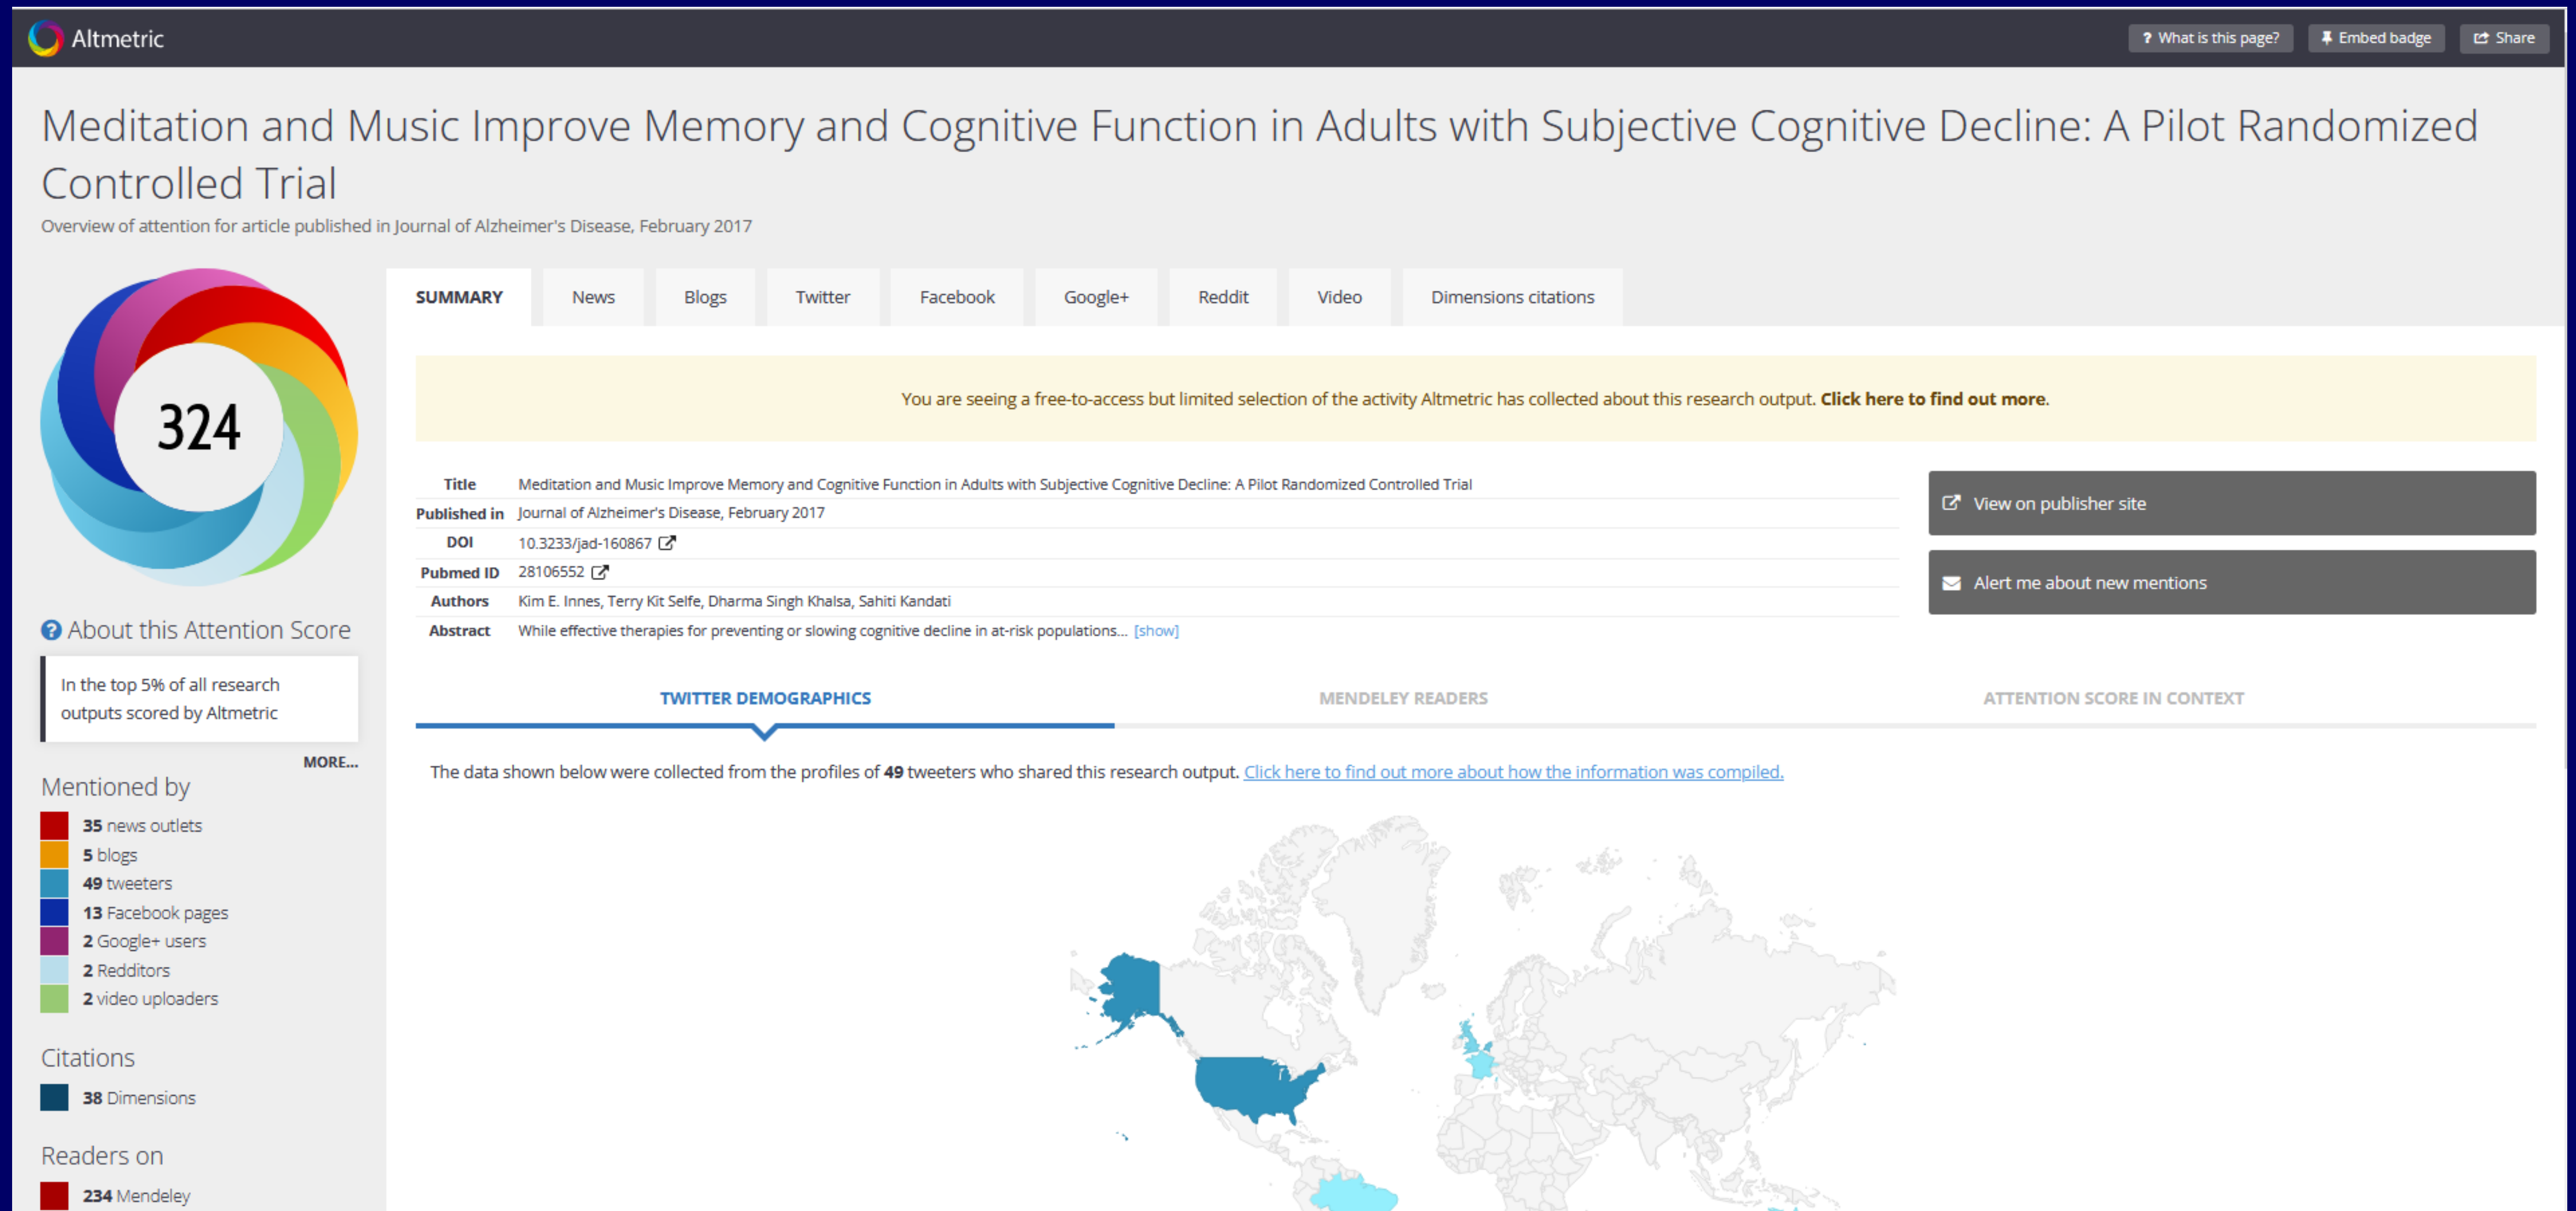 Altmetric
What is this page?
Embed badge
Share
Meditation and Music Improve Memory and Cognitive Function in Adults with Subjective Cognitive Decline: A Pilot Randomized
Controlled Trial
Overview of attention for article published in Journal of Alzheimer's Disease, February 2017
324
About this Attention Score
In the top 5% of all research
outputs scored by Altmetric
MORE...
Mentioned by
35 news outlets
5 blogs
49 tweeters
13 Facebook pages
2 Google+ users
2 Redditors
2 video uploaders
Citations
38 Dimensions
Readers on
234 Mendeley
SUMMARY
News
Blogs
Twitter
Facebook
Google+
Reddit
Video
Dimensions citations
You are seeing a free-to-access but limited selection of the activity Altmetric has collected about this research output. Click here to find out more.
Title Meditation and Music Improve Memory and Cognitive Function in Adults with Subjective Cognitive Decline: A Pilot Randomized Controlled Trial
Published in Journal of Alzheimer's Disease, February 2017
DOI 10.3233/jad-160867
Pubmed ID 28106552
Authors Kim E. Innes, Terry Kit Selfe, Dharma Singh Khalsa, Sahiti Kandati
Abstract While effective therapies for preventing or slowing cognitive decline in at-risk populations... [show]
View on publisher site
Alert me about new mentions
TWITTER DEMOGRAPHICS
MENDELEY READERS
ATTENTION SCORE IN CONTEXT
The data shown below were collected from the profiles of 49 tweeters who shared this research output. Click here to find out more about how the information was compiled.